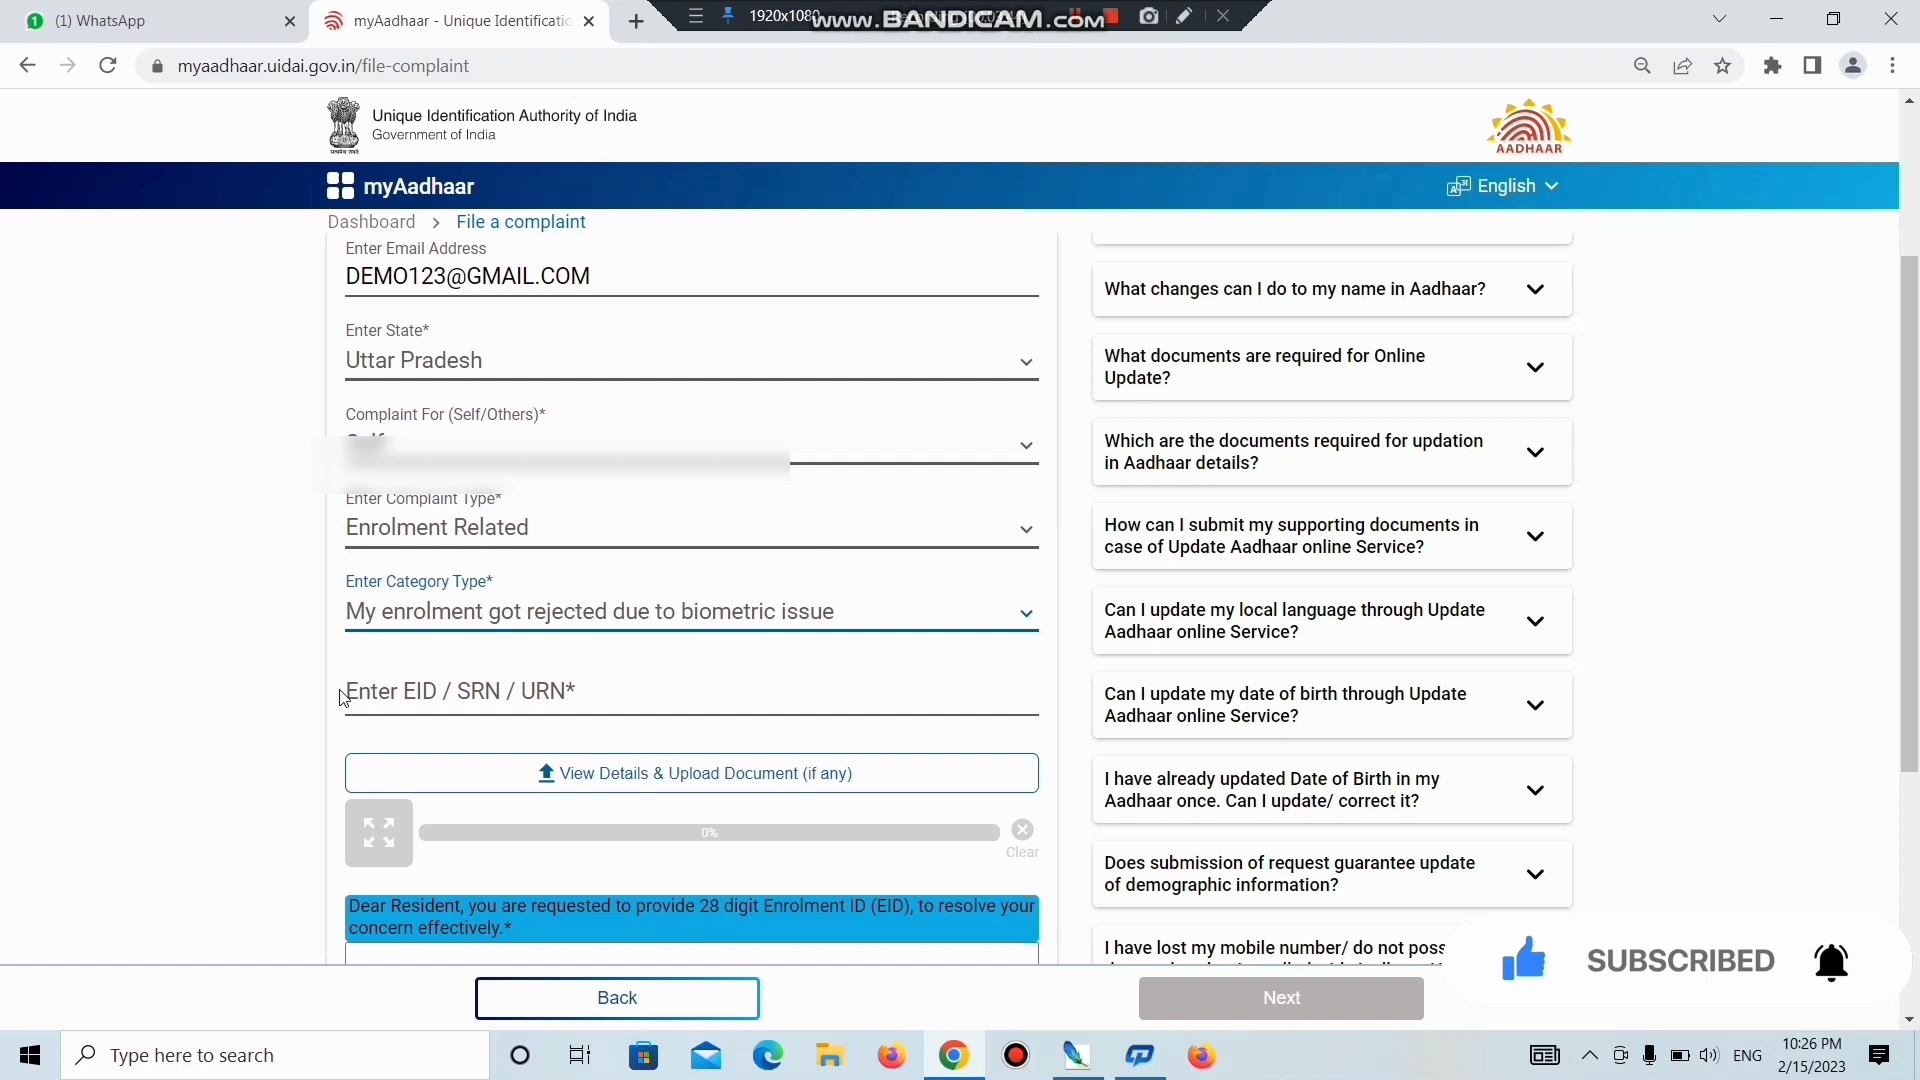 (1) WhatsApp
myAadhaar - Unique Identificatio
1920x1080
www.BANDICAM.com
myaadhaar.uidai.gov.in/file-complaint
Unique Identification Authority of India
Government of India
AADHAAR
myAadhaar
English
Dashboard > File a complaint
Enter Email Address
DEMO123@GMAIL.COM
Enter State*
Uttar Pradesh
Complaint For (Self/Others)*
Self
Enter Complaint Type*
Enrolment Related
Enter Category Type*
My enrolment got rejected due to biometric issue
Enter EID / SRN / URN*
View Details & Upload Document (if any)
0%
Clear
Dear Resident, you are requested to provide 28 digit Enrolment ID (EID), to resolve your
concern effectively.*
What changes can I do to my name in Aadhaar?
What documents are required for Online
Update?
Which are the documents required for updation
in Aadhaar details?
How can I submit my supporting documents in
case of Update Aadhaar online Service?
Can I update my local language through Update
Aadhaar online Service?
Can I update my date of birth through Update
Aadhaar online Service?
I have already updated Date of Birth in my
Aadhaar once. Can I update/ correct it?
Does submission of request guarantee update
of demographic information?
I have lost my mobile number/ do not poss
SUBSCRIBED
Back
Next
Type here to search
ENG
10:26 PM
2/15/2023